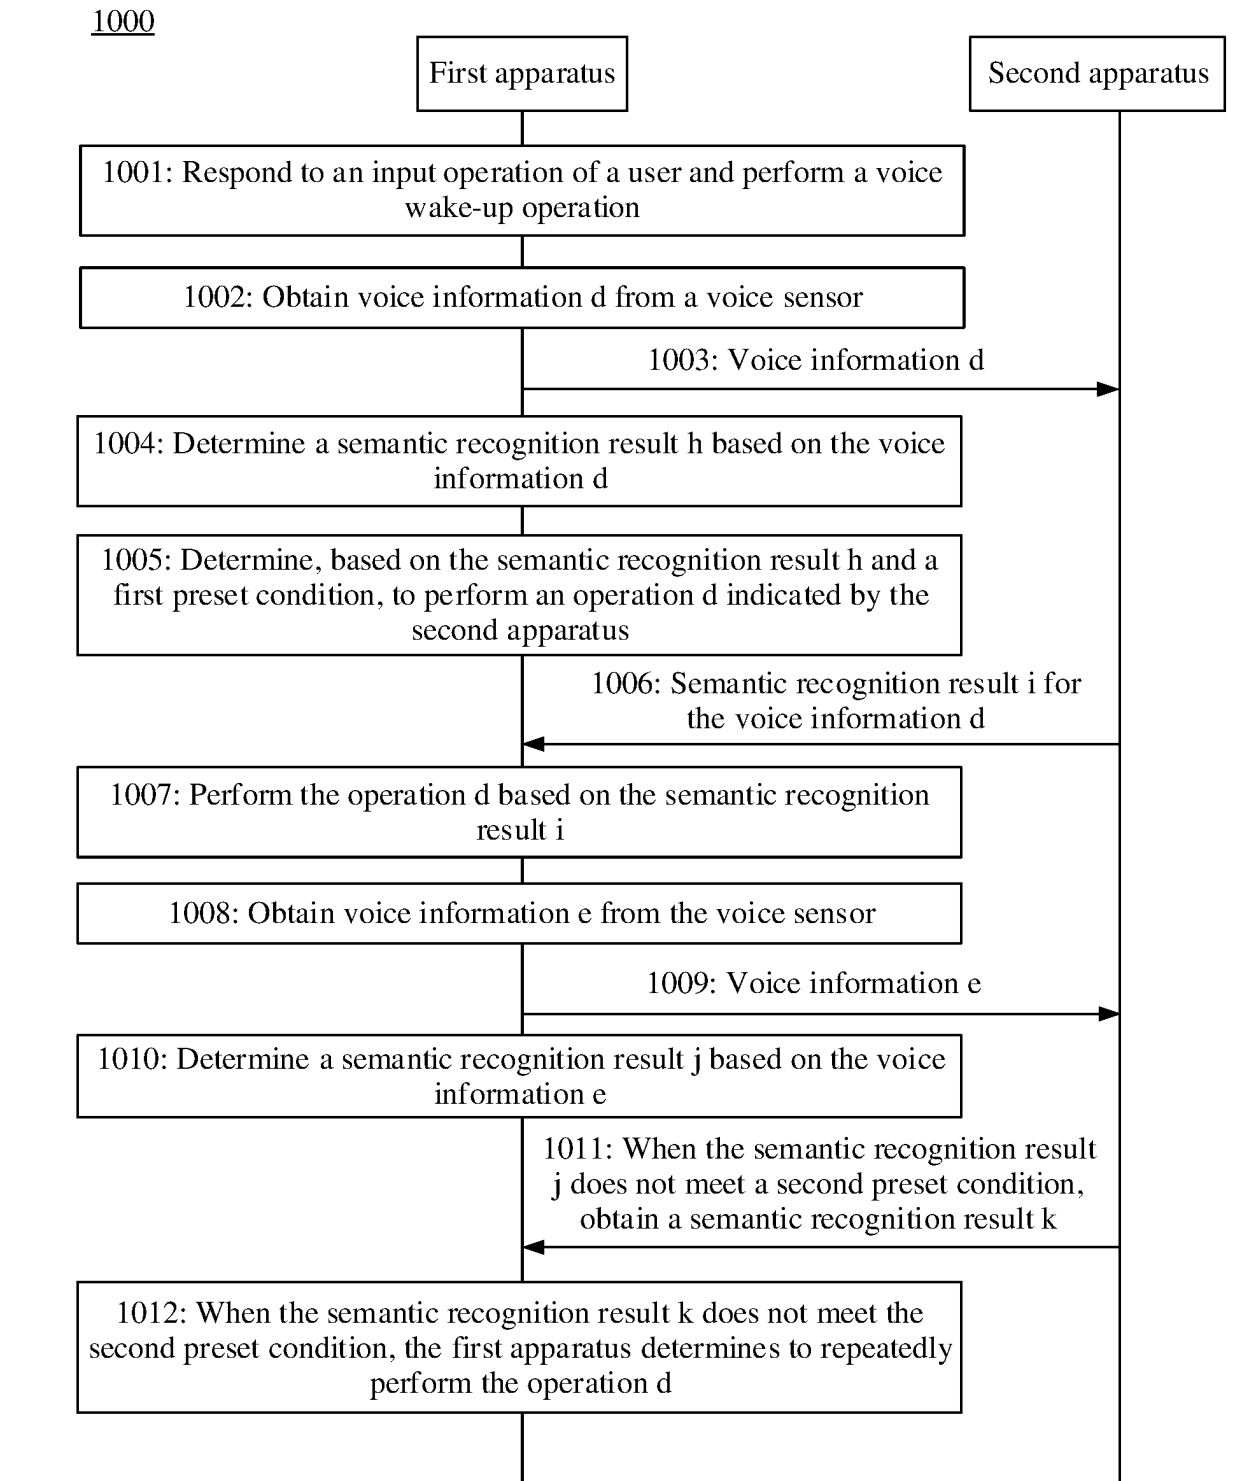 1000
First apparatus
Second apparatus
1001: Respond to an input operation of a user and perform a voice
wake-up operation
1002: Obtain voice information d from a voice sensor
1003: Voice information d
1004: Determine a semantic recognition result h based on the voice
information d
1005: Determine, based on the semantic recognition result h and a
first preset condition, to perform an operation d indicated by the
second apparatus
1006: Semantic recognition result i for
the voice information d
1007: Perform the operation d based on the semantic recognition
result i
1008: Obtain voice information e from the voice sensor
1009: Voice information e
1010: Determine a semantic recognition result j based on the voice
information e
1011: When the semantic recognition result
j does not meet a second preset condition,
obtain a semantic recognition result k
1012: When the semantic recognition result k does not meet the
second preset condition, the first apparatus determines to repeatedly
perform the operation d